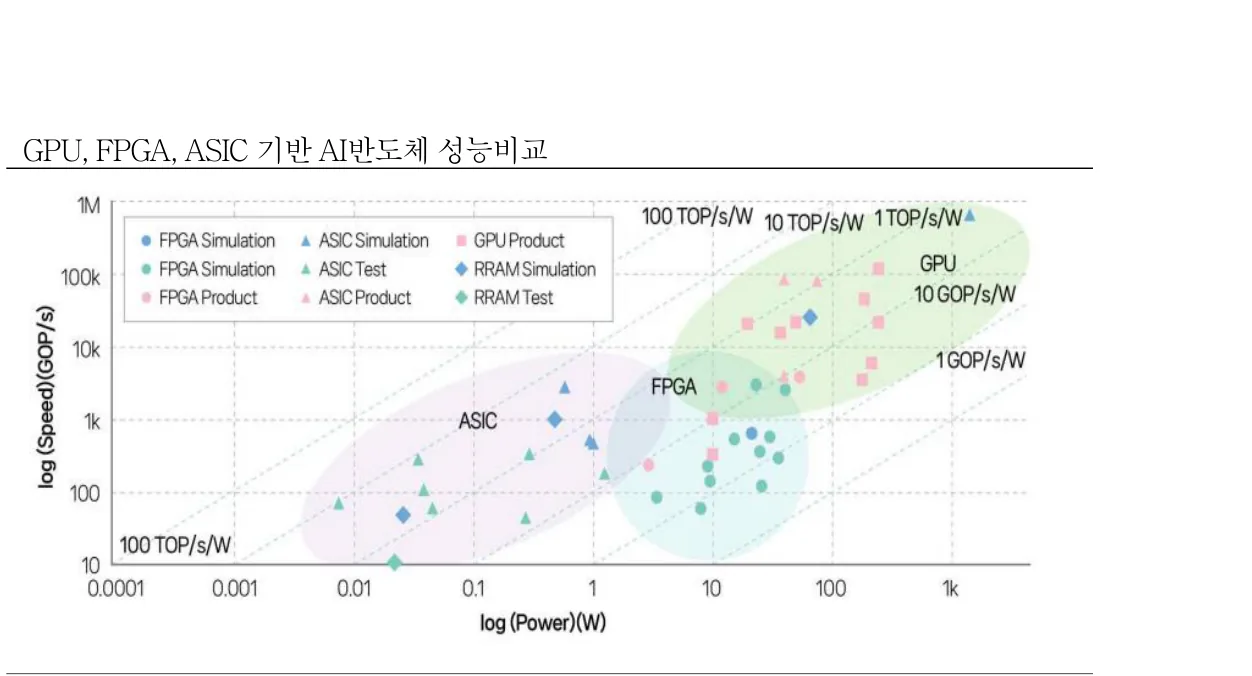 GPU, FPGA, ASIC 기반 AI반도체 성능비교
1M
100k
10k
1k
100
10
log (Speed)(GOP/s)
FPGA Simulation ASIC Simulation GPU Product
FPGA Simulation ASIC Test RRAM Simulation
FPGA Product ASIC Product RRAM Test
100 TOP/s/W 10 TOP/s/W 1 TOP/s/W
GPU
10 GOP/s/W
1 GOP/s/W
FPGA
ASIC
100 TOP/s/W
0.0001 0.001 0.01 0.1 1 10 100 1k
log (Power)(W)